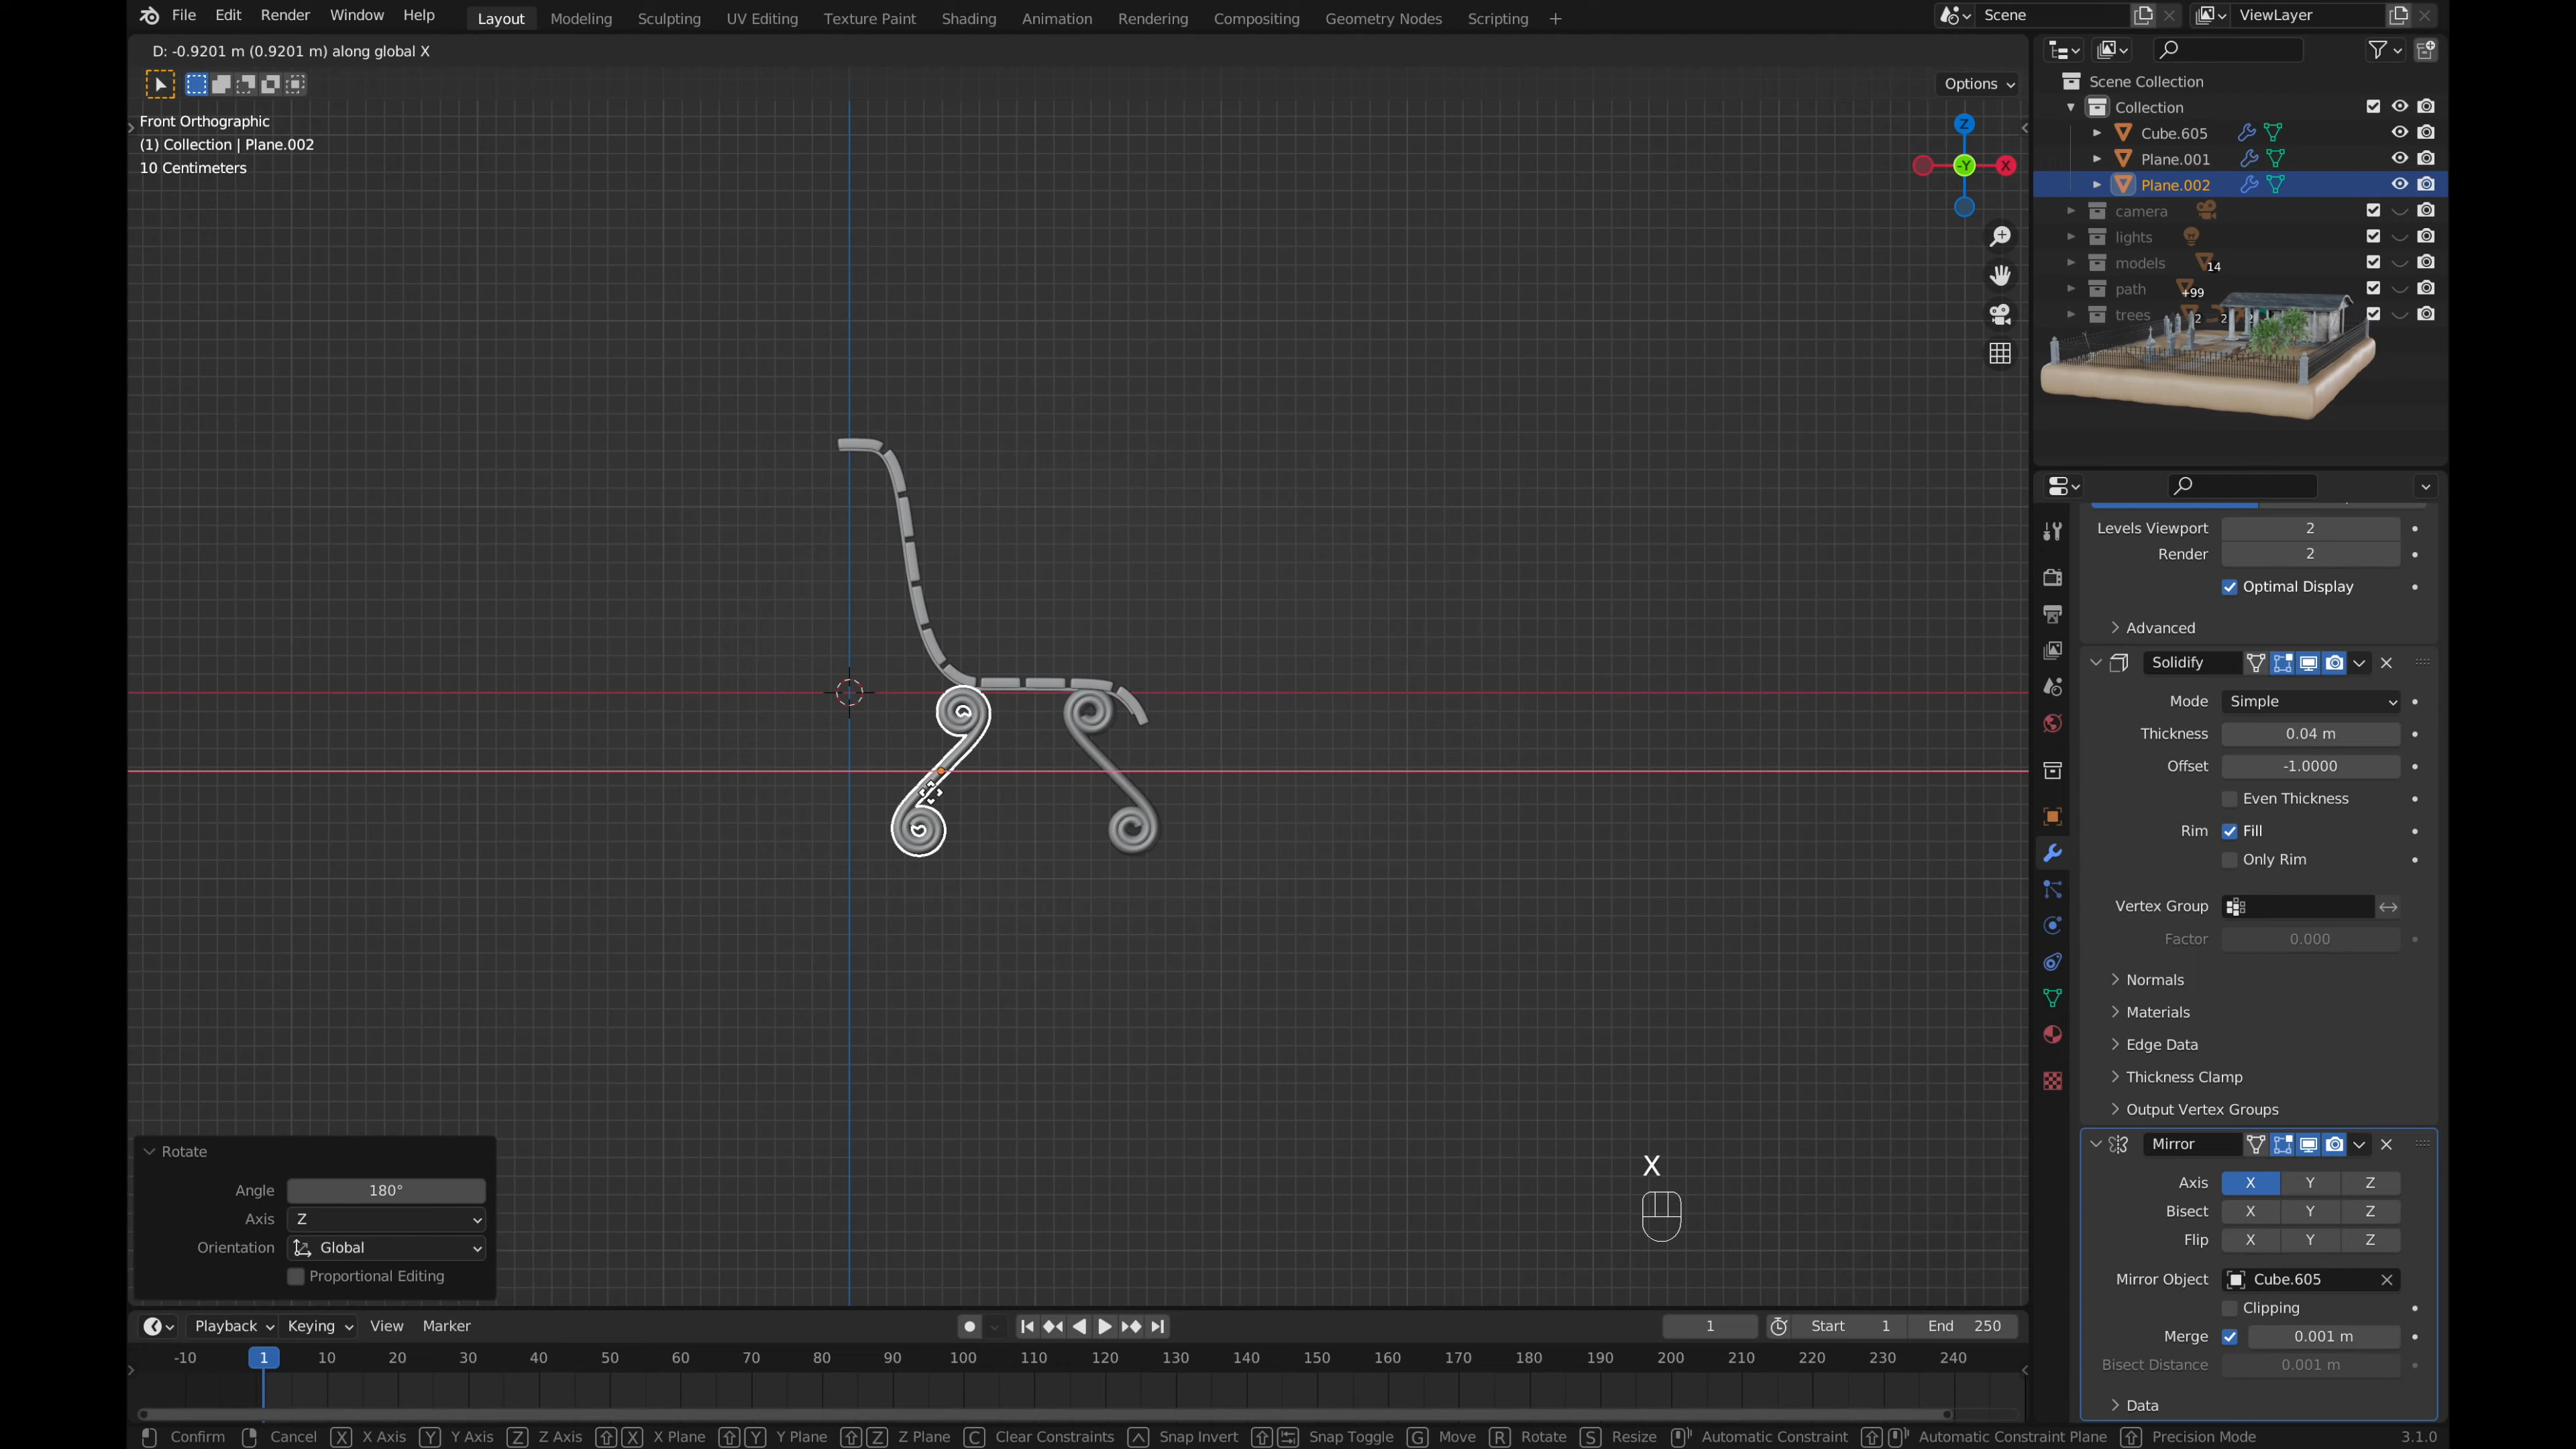 File Edit Render Window Help
Layout Modeling Sculpting UV Editing Texture Paint Shading Animation Rendering Compositing Geometry Nodes Scripting +
Scene
ViewLayer
D: -0.9201 m (0.9201 m) along global X
Options
Front Orthographic
(1) Collection | Plane.002
10 Centimeters
Z
-Y
X
Scene Collection
Collection
Cube.605
Plane.001
Plane.002
camera
lights
models
14
path
+99
trees
2
2
Levels Viewport 2
Render 2
Optimal Display
Advanced
Solidify
Mode Simple
Thickness 0.04 m
Offset -1.0000
Even Thickness
Rim Fill
Only Rim
Vertex Group
Factor 0.000
Normals
Materials
Edge Data
Thickness Clamp
Output Vertex Groups
Mirror
Axis X Y Z
Bisect X Y Z
Flip X Y Z
Mirror Object Cube.605
Clipping
Merge 0.001 m
Bisect Distance 0.001 m
Data
X
Rotate
Angle 180°
Axis Z
Orientation Global
Proportional Editing
Playback Keying View Marker
1 Start 1 End 250
-10 1 10 20 30 40 50 60 70 80 90 100 110 120 130 140 150 160 170 180 190 200 210 220 230 240
Confirm Cancel X X Axis Y Y Axis Z Z Axis X X Plane Y Y Plane Z Z Plane C Clear Constraints Snap Invert Snap Toggle G Move R Rotate S Resize Automatic Constraint Automatic Constraint Plane Precision Mode 3.1.0